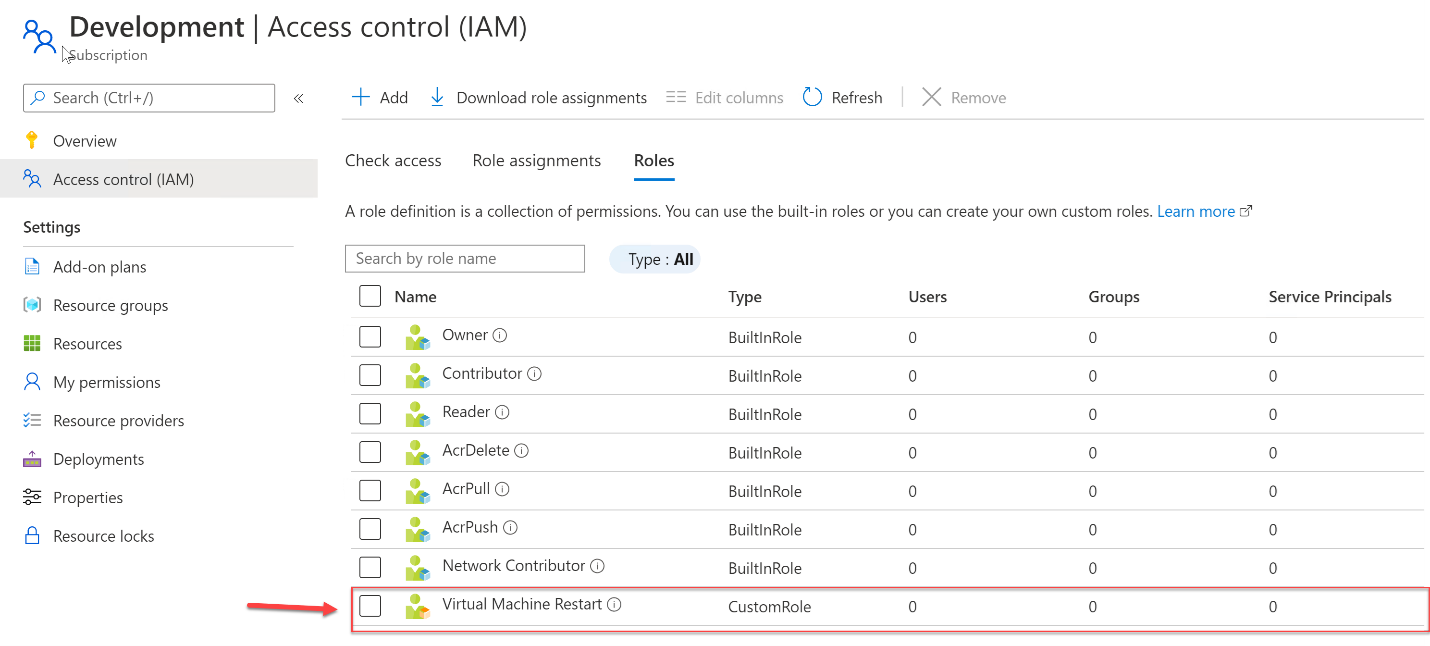 Development | Access control (IAM)
Subscription
Search (Ctrl+/)
«
Overview
Access control (IAM)
Settings
Add-on plans
Resource groups
Resources
My permissions
Resource providers
Deployments
Properties
Resource locks
Add Download role assignments Edit columns Refresh Remove
Check access Role assignments Roles
A role definition is a collection of permissions. You can use the built-in roles or you can create your own custom roles. Learn more
Search by role name Type : All
Name Type Users Groups Service Principals
Owner BuiltInRole 0 0 0
Contributor BuiltInRole 0 0 0
Reader BuiltInRole 0 0 0
AcrDelete BuiltInRole 0 0 0
AcrPull BuiltInRole 0 0 0
AcrPush BuiltInRole 0 0 0
Network Contributor BuiltInRole 0 0 0
Virtual Machine Restart CustomRole 0 0 0